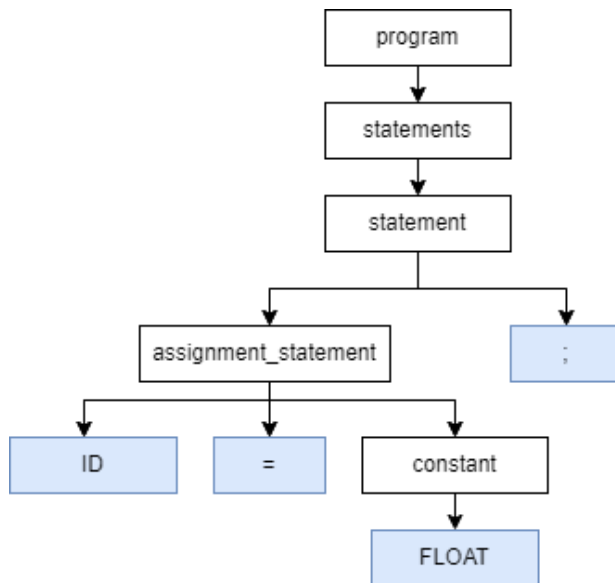 program
statements
statement
assignment_statement
;
ID
=
constant
FLOAT